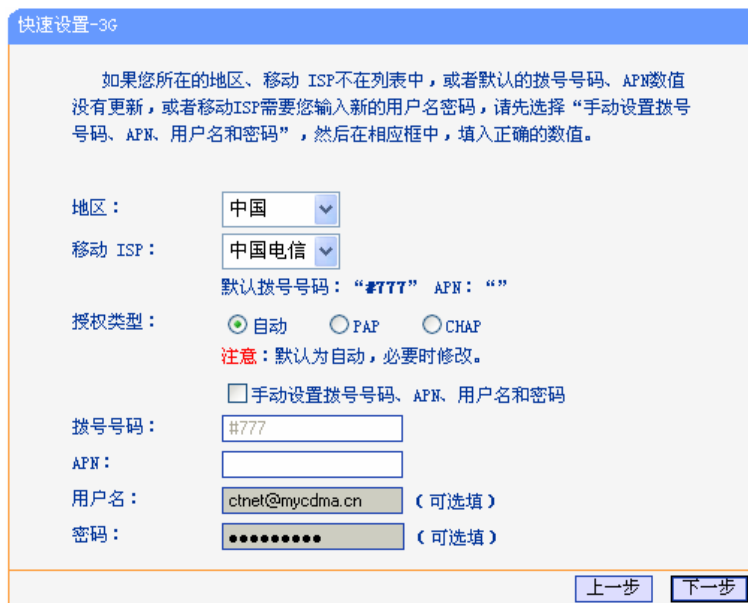 快速设置-3G
如果您所在的地区、移动 ISP不在列表中，或者默认的拨号号码、APN数值
没有更新，或者移动ISP需要您输入新的用户名密码，请先选择“手动设置拨号
号码、APN、用户名和密码”，然后在相应框中，填入正确的数值。
地区： 中国
移动 ISP： 中国电信
默认拨号号码：“#777” APN：“”
授权类型： 自动 PAP CHAP
注意：默认为自动，必要时修改。
手动设置拨号号码、APN、用户名和密码
拨号号码： #777
APN：
用户名： ctnet@mycdma.cn （可选填）
密码： ●●●●●●●●● （可选填）
上一步 下一步